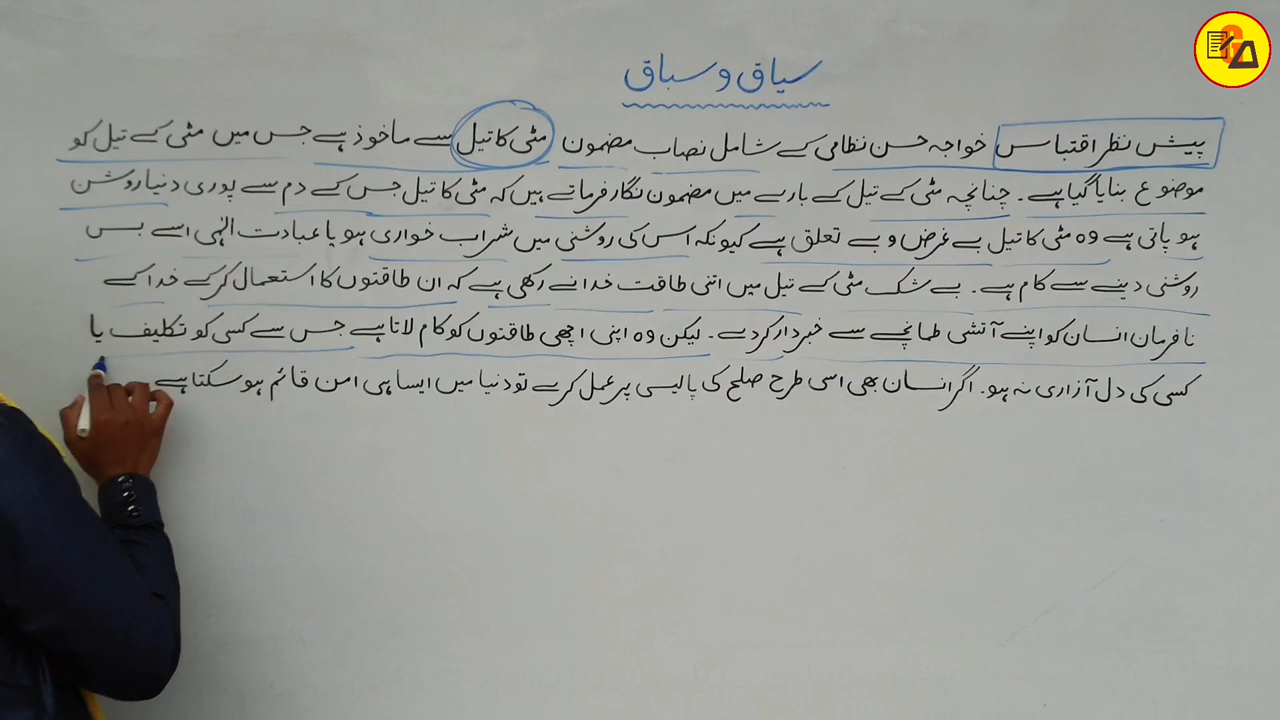 سیاق و سباق
پیش نظر اقتباس خواجہ حسن نظامی کے شامل نصاب مضمون مٹی کا تیل سے ماخوذ ہے جس میں مٹی کے تیل کو
موضوع بنایا گیا ہے۔ چنانچہ مٹی کے تیل کے بارے میں مضمون نگار فرماتے ہیں کہ مٹی کا تیل جس کے دم سے پوری دنیا روشن
ہو پاتی ہے وہ مٹی کا تیل بے غرض و بے تعلق ہے کیونکہ اس کی روشنی میں شراب خواری ہو یا عبادت الٰہی اسے بس
روشنی دینے سے کام ہے۔ بے شک مٹی کے تیل میں اتنی طاقت خدا نے رکھی ہے کہ ان طاقتوں کا استعمال کر کے خدا کے
نافرمان انسان کو اپنے آتشی طمانچے سے خبردار کر دے۔ لیکن وہ اپنی اچھی طاقتوں کو کام لاتا ہے جس سے کسی کو تکلیف یا
کسی کی دل آزاری نہ ہو۔ اگر انسان بھی اسی طرح صلح کی پالیسی پر عمل کرے تو دنیا میں ایسا ہی امن قائم ہو سکتا ہے